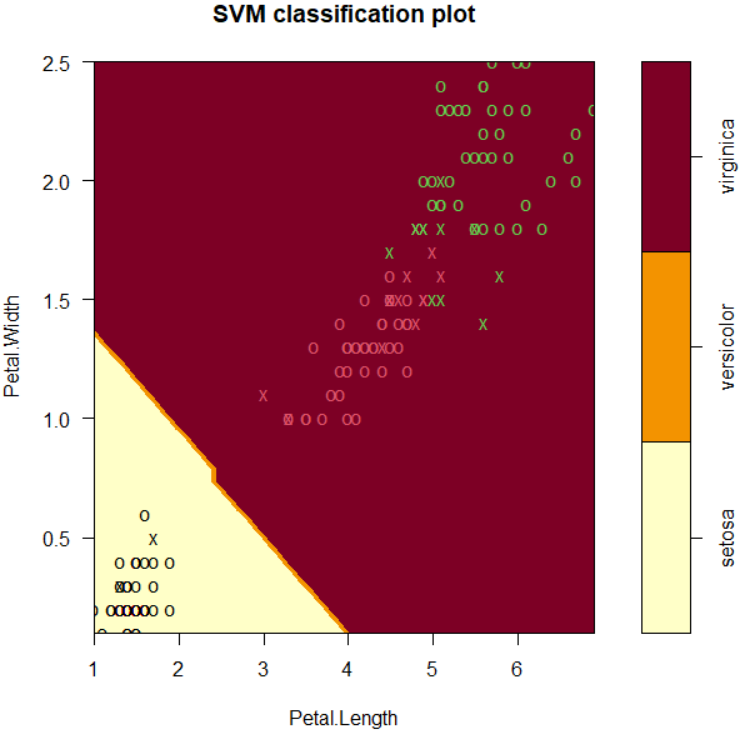 SVM classification plot
2.5
2.0
1.5
1.0
0.5
Petal.Width
1 2 3 4 5 6
Petal.Length
virginica
versicolor
setosa